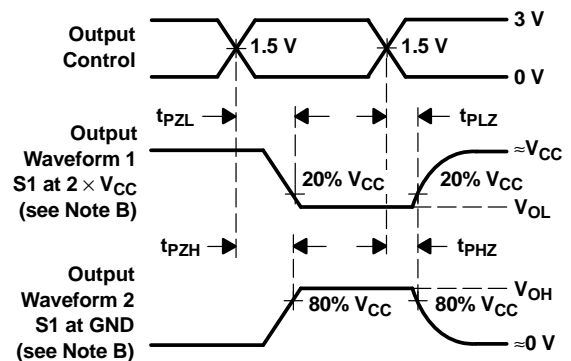 Output
Control
1.5 V
1.5 V
3 V
0 V
tPZL
tPLZ
Output
Waveform 1
S1 at 2 × VCC
(see Note B)
20% VCC
20% VCC
≈VCC
VOL
tPZH
tPHZ
Output
Waveform 2
S1 at GND
(see Note B)
80% VCC
80% VCC
VOH
≈0 V